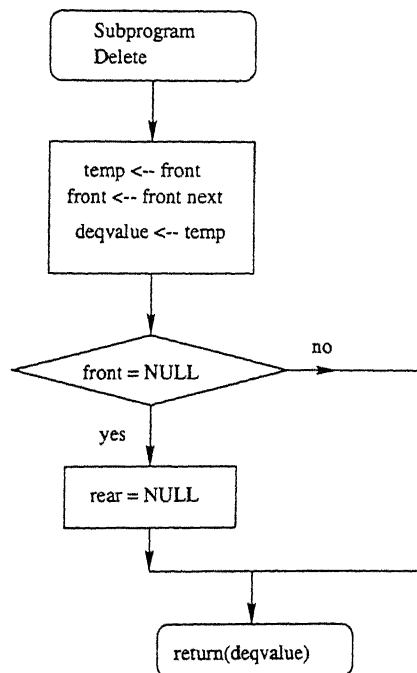 Subprogram
Delete
temp <-- front
front <-- front next
deqvalue <-- temp
front = NULL
no
yes
rear = NULL
return(deqvalue)